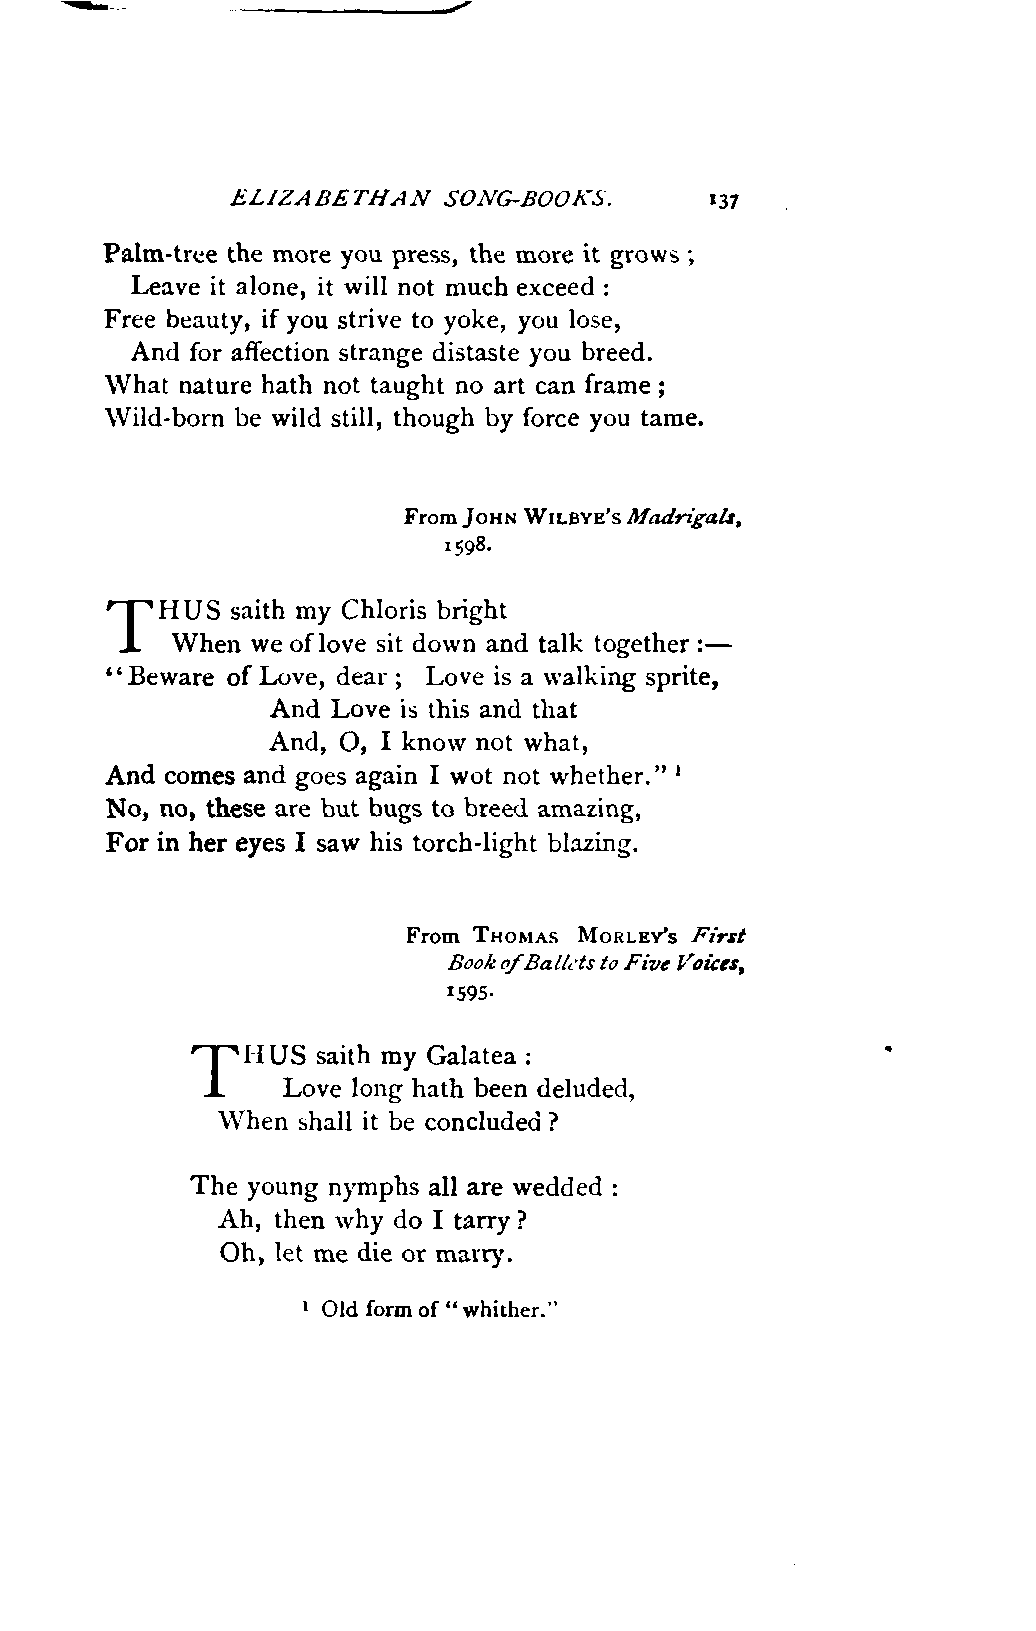 ELIZABETHAN SONG-BOOKS. 137
Palm-tree the more you press, the more it grows ;
Leave it alone, it will not much exceed :
Free beauty, if you strive to yoke, you lose,
And for affection strange distaste you breed.
What nature hath not taught no art can frame ;
Wild-born be wild still, though by force you tame.
From JOHN WILBYE'S Madrigals,
1598.
THUS saith my Chloris bright
When we of love sit down and talk together :—
“Beware of Love, dear ; Love is a walking sprite,
And Love is this and that
And, O, I know not what,
And comes and goes again I wot not whether.” ¹
No, no, these are but bugs to breed amazing,
For in her eyes I saw his torch-light blazing.
From THOMAS MORLEY'S First
Book of Ballets to Five Voices,
1595.
THUS saith my Galatea :
Love long hath been deluded,
When shall it be concluded ?
The young nymphs all are wedded :
Ah, then why do I tarry ?
Oh, let me die or marry.
¹ Old form of “whither.”